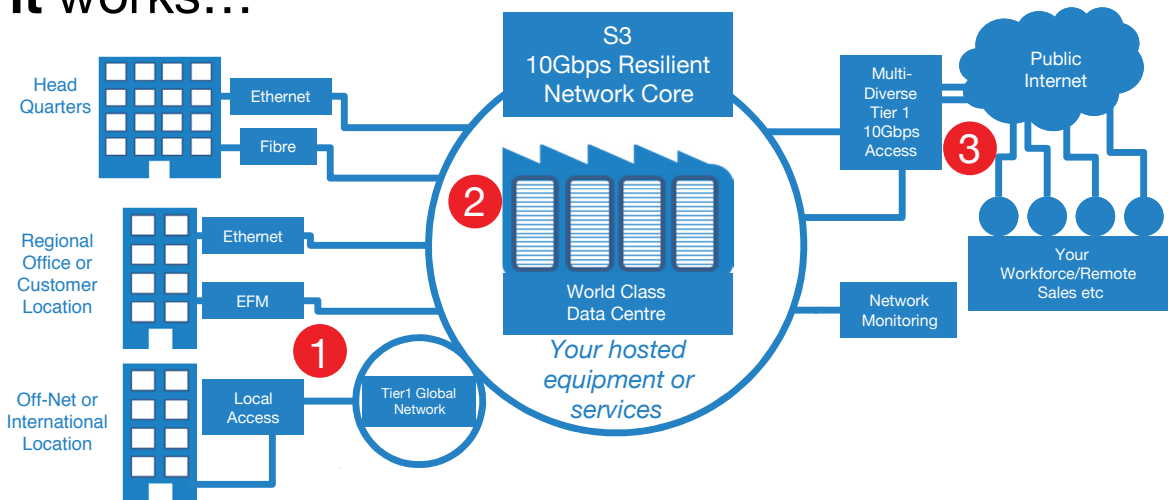 it works...
S3
10Gbps Resilient
Network Core
Head
Quarters
Ethernet
Fibre
Multi-
Diverse
Tier 1
10Gbps
Access
Public
Internet
3
2
Regional
Office or
Customer
Location
Ethernet
EFM
World Class
Data Centre
Your hosted
equipment or
services
Your
Workforce/Remote
Sales etc
Network
Monitoring
1
Off-Net or
International
Location
Local
Access
Tier1 Global
Network